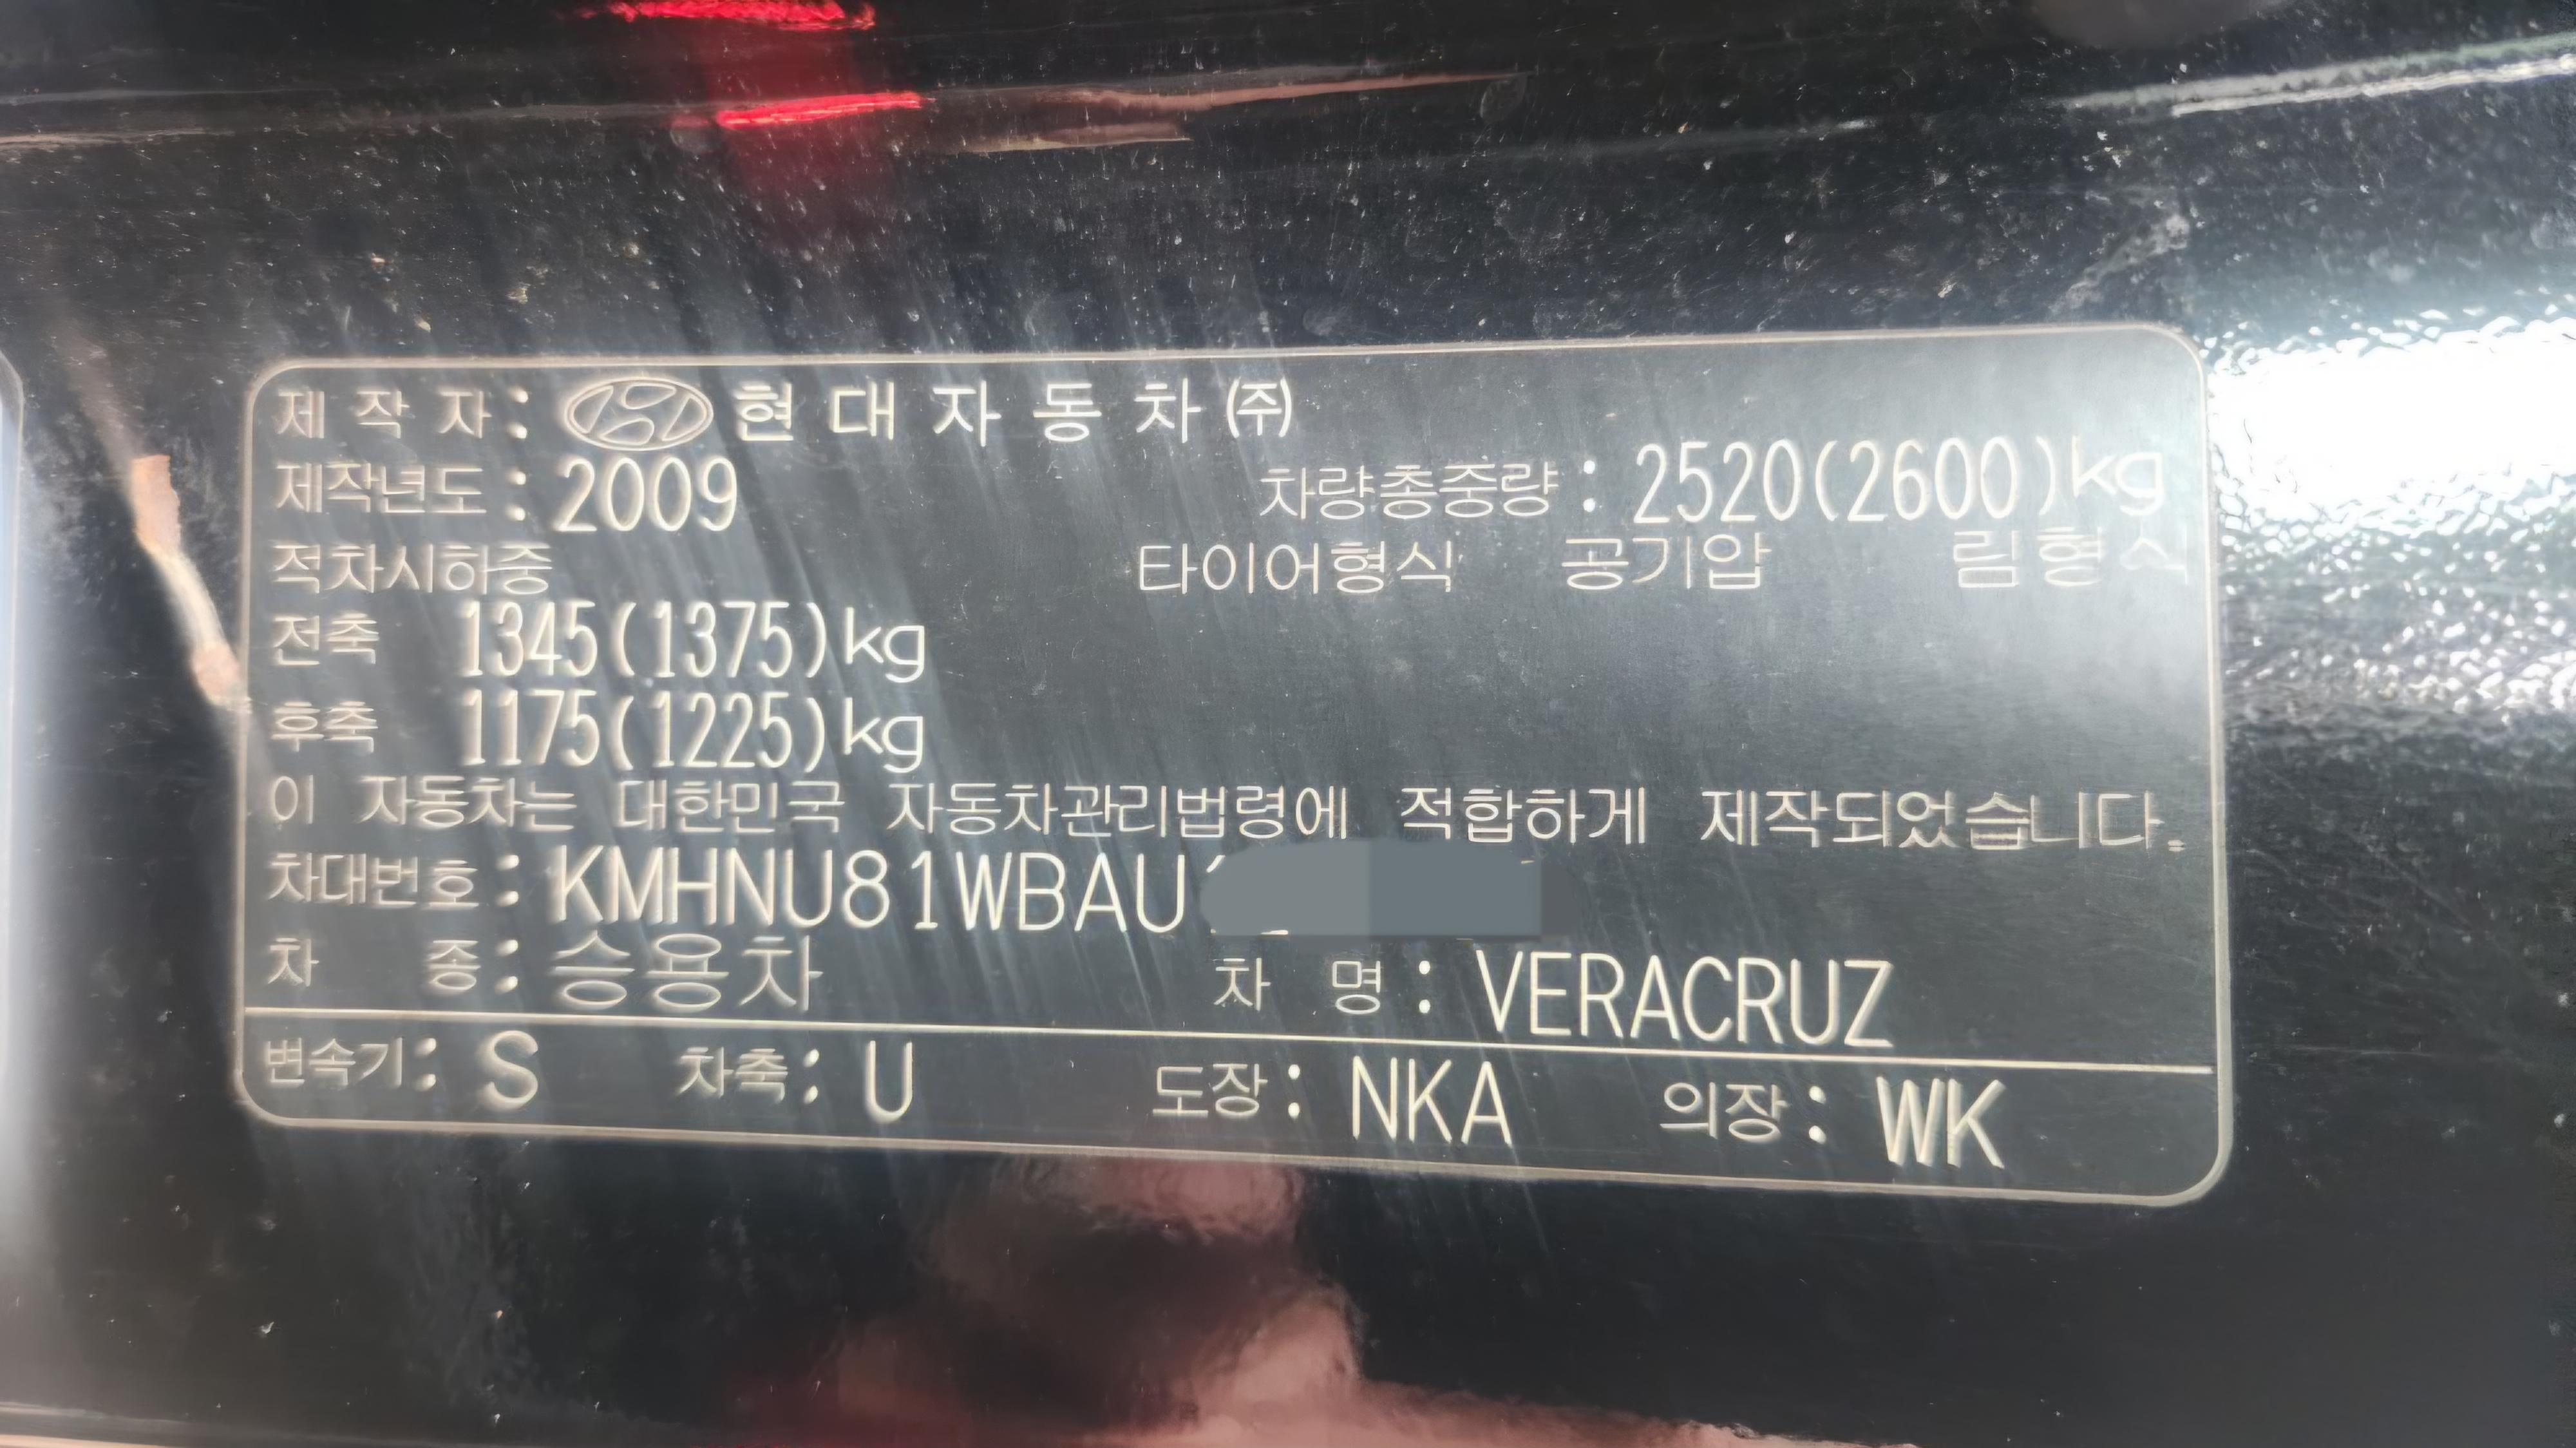 제 작 자 : 현 대 자 동 차 ㈜
제작년도 : 2009 차량총중량 : 2520(2600)kg
적차시하중 타이어형식 공기압 림형식
전축 1345(1375)kg
후축 1175(1225)kg
이 자동차는 대한민국 자동차관리법령에 적합하게 제작되었습니다.
차대번호 : KMHNU81WBAU
차 종 : 승용차 차 명 : VERACRUZ
변속기 : S 차축 : U 도장 : NKA 의장 : WK